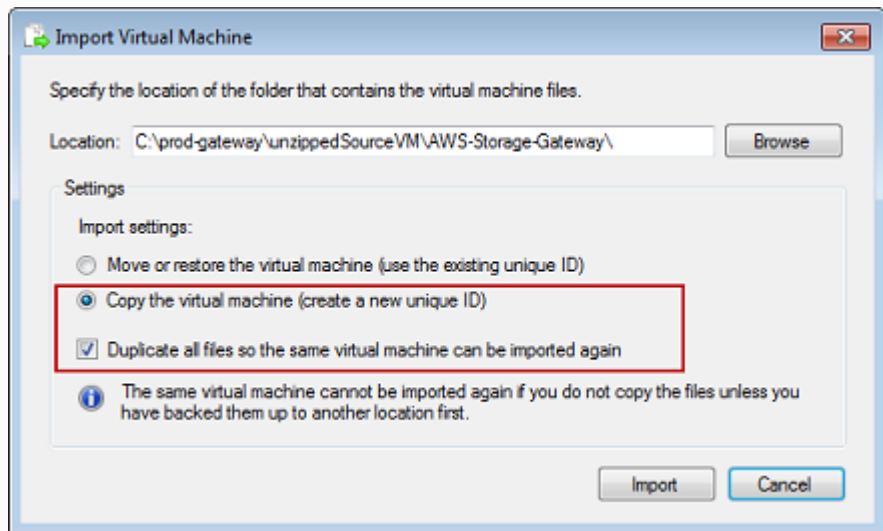 Import Virtual Machine
Specify the location of the folder that contains the virtual machine files.
Location: C:\prod-gateway\unzippedSourceVM\AWS-Storage-Gateway\ Browse
Settings
Import settings:
Move or restore the virtual machine (use the existing unique ID)
Copy the virtual machine (create a new unique ID)
Duplicate all files so the same virtual machine can be imported again
The same virtual machine cannot be imported again if you do not copy the files unless you
have backed them up to another location first.
Import Cancel